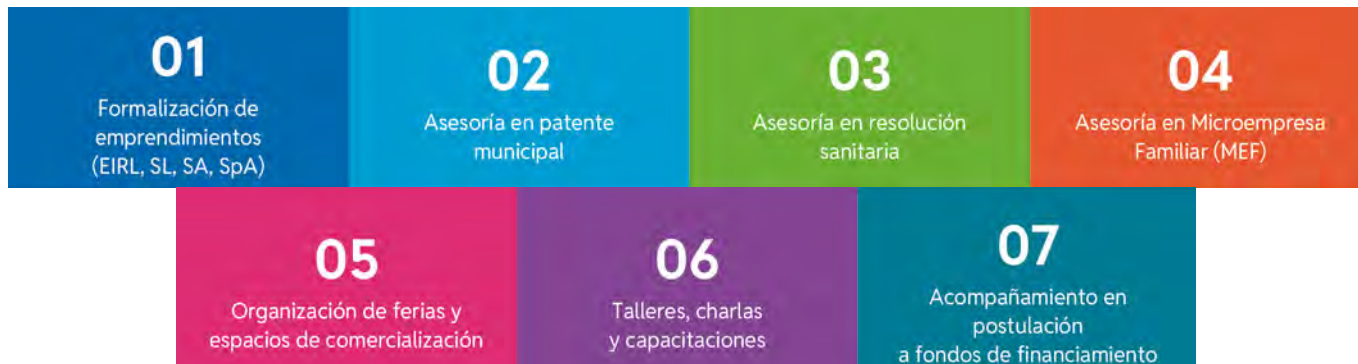 01
Formalización de
emprendimientos
(EIRL, SL, SA, SpA)
02
Asesoría en patente
municipal
03
Asesoría en resolución
sanitaria
04
Asesoría en Microempresa
Familiar (MEF)
05
Organización de ferias y
espacios de comercialización
06
Talleres, charlas
y capacitaciones
07
Acompañamiento en
postulación
a fondos de financiamiento